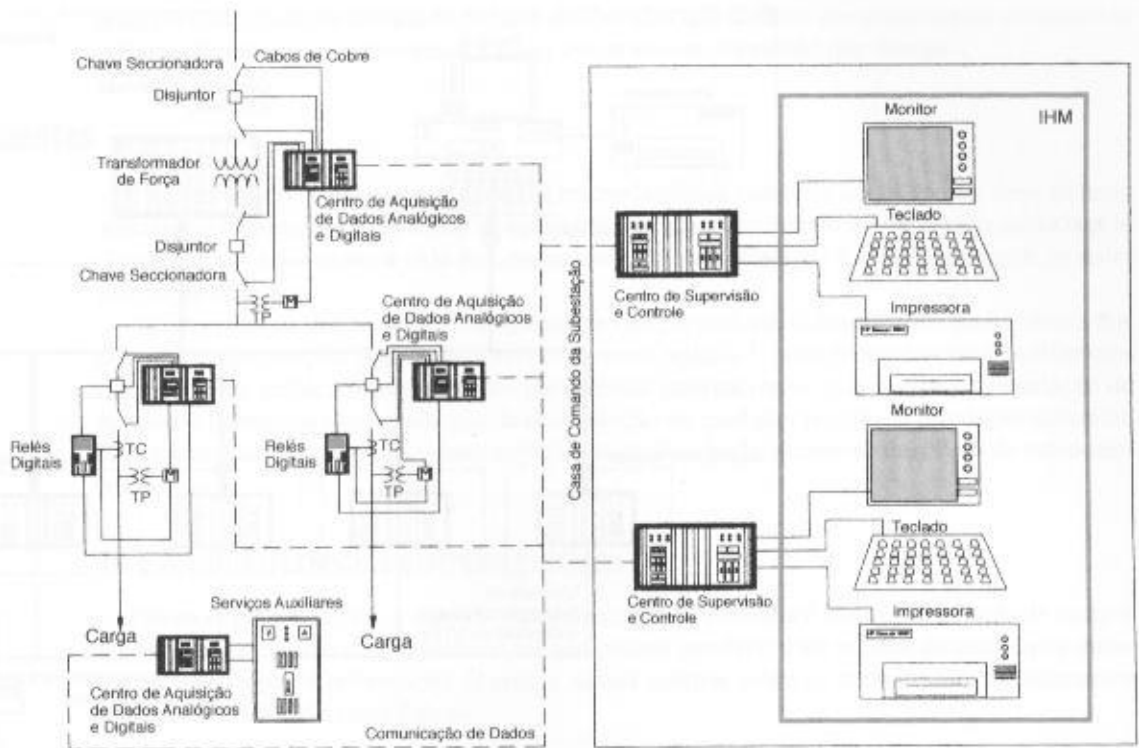 Chave Seccionadora
Cabos de Cobre
Disjuntor
Transformador
de Força
Centro de Aquisição
de Dados Analógicos
e Digitais
Disjuntor
Chave Seccionadora
TP
M
Centro de Aquisição
de Dados Analógicos
e Digitais
Relés
Digitais
TC
M
TP
Relés
Digitais
TC
M
TP
Carga
Serviços Auxiliares
V
A
Carga
Centro de Aquisição
de Dados Analógicos
e Digitais
Comunicação de Dados
Casa de Comando da Subestação
IHM
Monitor
Teclado
Centro de Supervisão
e Controle
Impressora
Monitor
Teclado
Centro de Supervisão
e Controle
Impressora